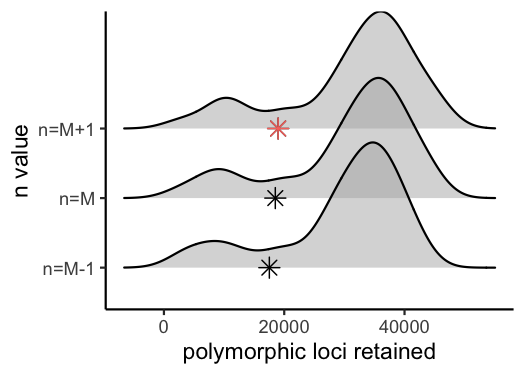 n value
n=M+1
n=M
n=M-1
0 20000 40000
polymorphic loci retained